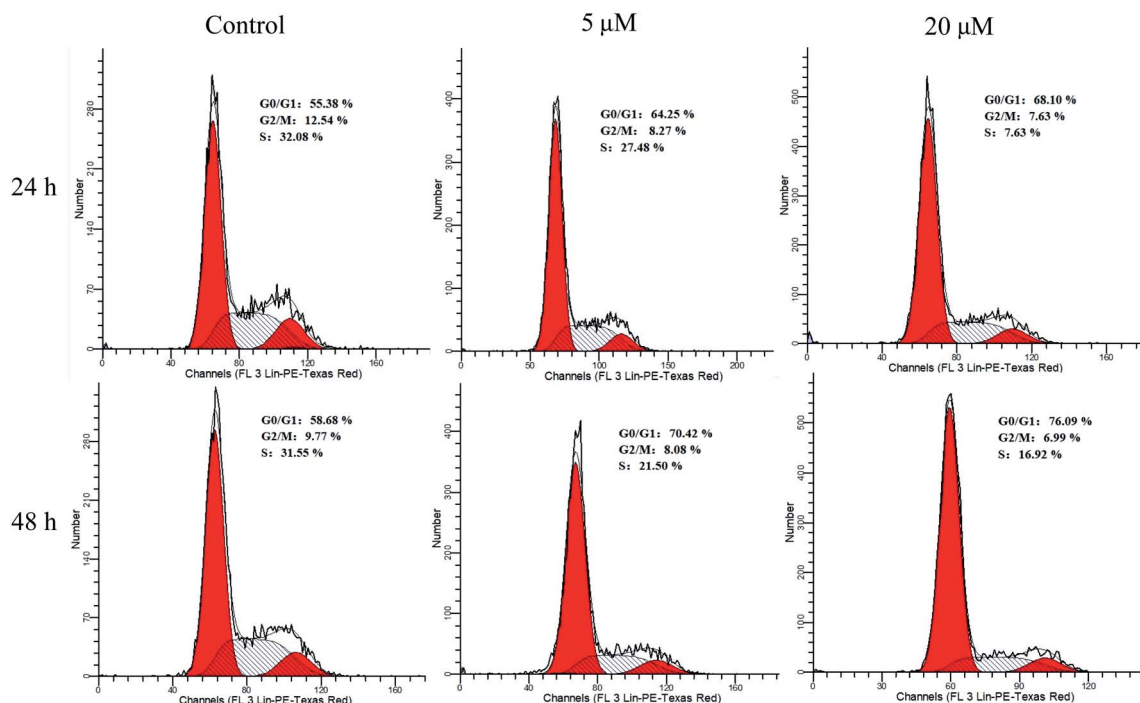 Control
5 μM
20 μM
24 h
G0/G1: 55.38 %
G2/M: 12.54 %
S: 32.08 %
Number
0
70
140
210
280
0
40
80
120
160
Channels (FL 3 Lin-PE-Texas Red)
G0/G1: 64.25 %
G2/M: 8.27 %
S: 27.48 %
Number
0
100
200
300
400
0
50
100
150
200
Channels (FL 3 Lin-PE-Texas Red)
G0/G1: 68.10 %
G2/M: 7.63 %
S: 7.63 %
Number
0
100
200
300
400
500
0
40
80
120
160
Channels (FL 3 Lin-PE-Texas Red)
48 h
G0/G1: 58.68 %
G2/M: 9.77 %
S: 31.55 %
Number
0
70
140
210
280
0
40
80
120
160
Channels (FL 3 Lin-PE-Texas Red)
G0/G1: 70.42 %
G2/M: 8.08 %
S: 21.50 %
Number
0
100
200
300
400
0
40
80
120
160
Channels (FL 3 Lin-PE-Texas Red)
G0/G1: 76.09 %
G2/M: 6.99 %
S: 16.92 %
Number
0
100
200
300
400
500
0
30
60
90
120
Channels (FL 3 Lin-PE-Texas Red)